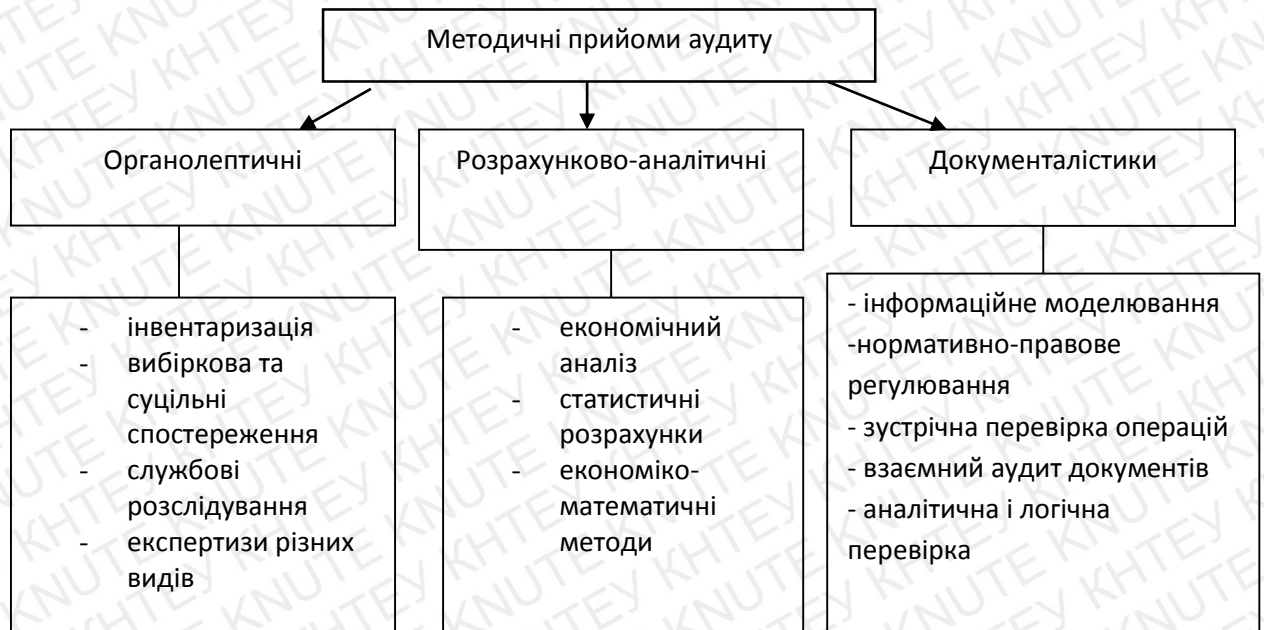 Методичні прийоми аудиту
Органолептичні
Розрахунково-аналітичні
Документалістики
- інвентаризація
- вибіркова та
суцільні
спостереження
- службові
розслідування
- експертизи різних
видів
- економічний
аналіз
- статистичні
розрахунки
- економіко-
математичні
методи
- інформаційне моделювання
-нормативно-правове
регулювання
- зустрічна перевірка операцій
- взаємний аудит документів
- аналітична і логічна
перевірка